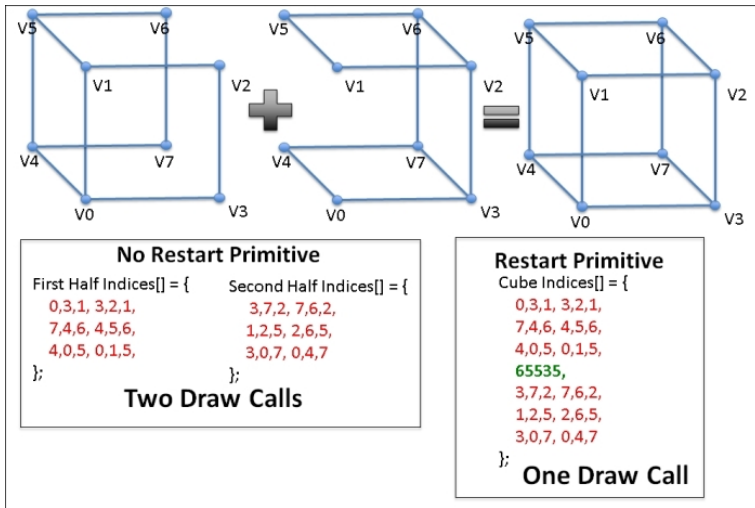 V5
V6
V1
V2
V4
V7
V0
V3
V5
V6
V1
V2
V4
V7
V0
V3
V5
V6
V1
V2
V4
V7
V0
V3
No Restart Primitive
First Half Indices[] = {
0,3,1, 3,2,1,
7,4,6, 4,5,6,
4,0,5, 0,1,5,
};
Second Half Indices[] = {
3,7,2, 7,6,2,
1,2,5, 2,6,5,
3,0,7, 0,4,7
};
Two Draw Calls
Restart Primitive
Cube Indices[] = {
0,3,1, 3,2,1,
7,4,6, 4,5,6,
4,0,5, 0,1,5,
65535,
3,7,2, 7,6,2,
1,2,5, 2,6,5,
3,0,7, 0,4,7
};
One Draw Call